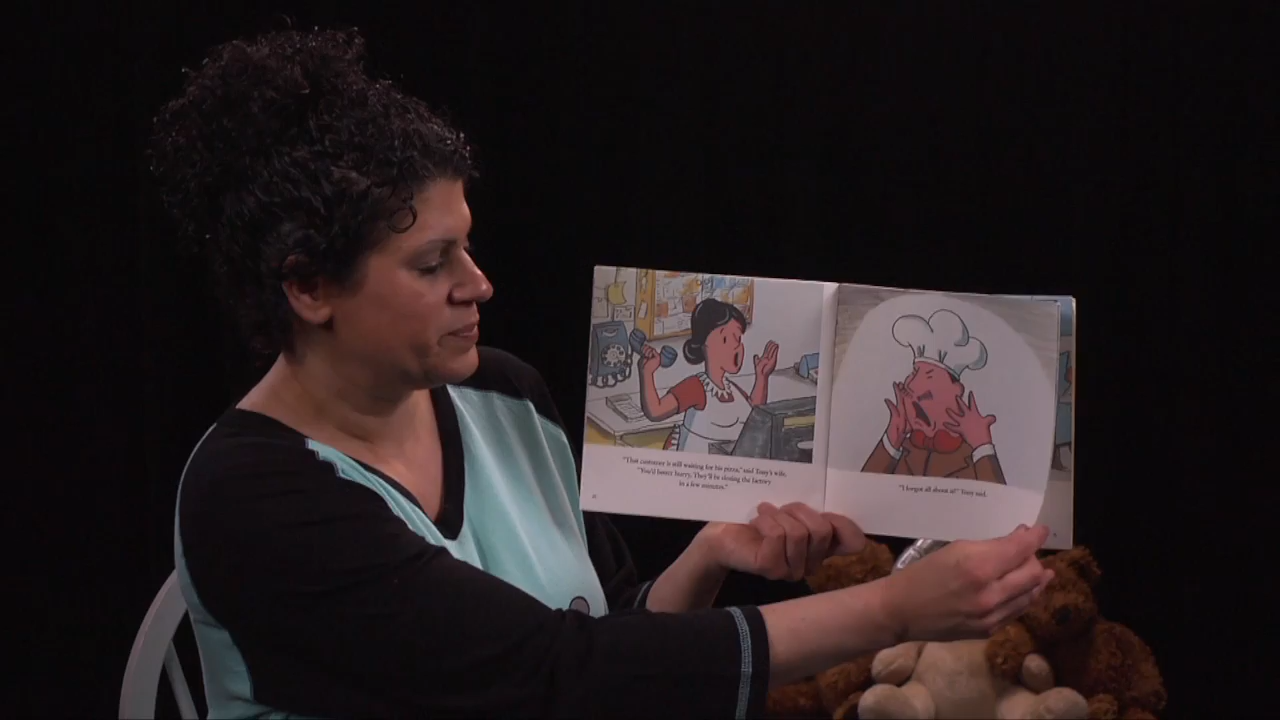 "That customer is still waiting for his pizza," said Tony's wife.
"You'd better hurry. They'll be closing the factory
in a few minutes."
"I forgot all about it!" Tony said.